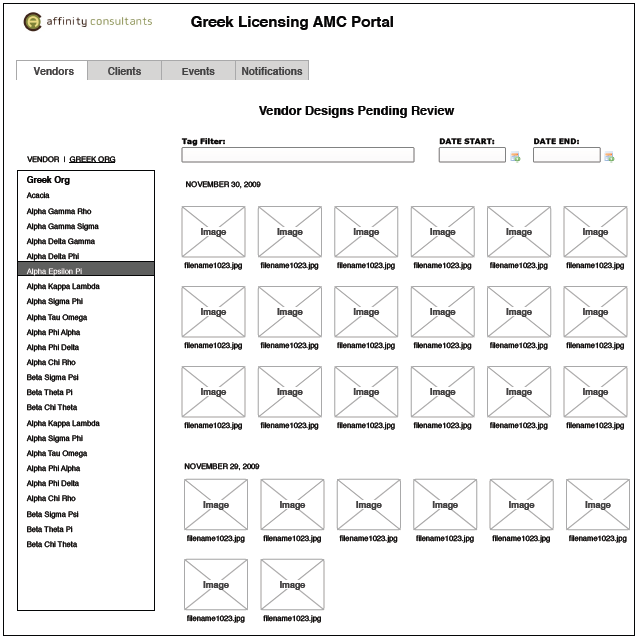 affinity consultants
Greek Licensing AMC Portal
Vendors Clients Events Notifications
Vendor Designs Pending Review
Tag Filter: DATE START: DATE END:
VENDOR | GREEK ORG
Greek Org
Acacia
Alpha Gamma Rho
Alpha Gamma Sigma
Alpha Delta Gamma
Alpha Delta Phi
Alpha Epsilon Pi
Alpha Kappa Lambda
Alpha Sigma Phi
Alpha Tau Omega
Alpha Phi Alpha
Alpha Phi Delta
Alpha Chi Rho
Beta Sigma Psi
Beta Theta Pi
Beta Chi Theta
Alpha Kappa Lambda
Alpha Sigma Phi
Alpha Tau Omega
Alpha Phi Alpha
Alpha Phi Delta
Alpha Chi Rho
Beta Sigma Psi
Beta Theta Pi
Beta Chi Theta
NOVEMBER 30, 2009
Image Image Image Image Image Image
filename1023.jpg filename1023.jpg filename1023.jpg filename1023.jpg filename1023.jpg filename1023.jpg
Image Image Image Image Image Image
filename1023.jpg filename1023.jpg filename1023.jpg filename1023.jpg filename1023.jpg filename1023.jpg
Image Image Image Image Image Image
filename1023.jpg filename1023.jpg filename1023.jpg filename1023.jpg filename1023.jpg filename1023.jpg
NOVEMBER 29, 2009
Image Image Image Image Image Image
filename1023.jpg filename1023.jpg filename1023.jpg filename1023.jpg filename1023.jpg filename1023.jpg
Image Image
filename1023.jpg filename1023.jpg